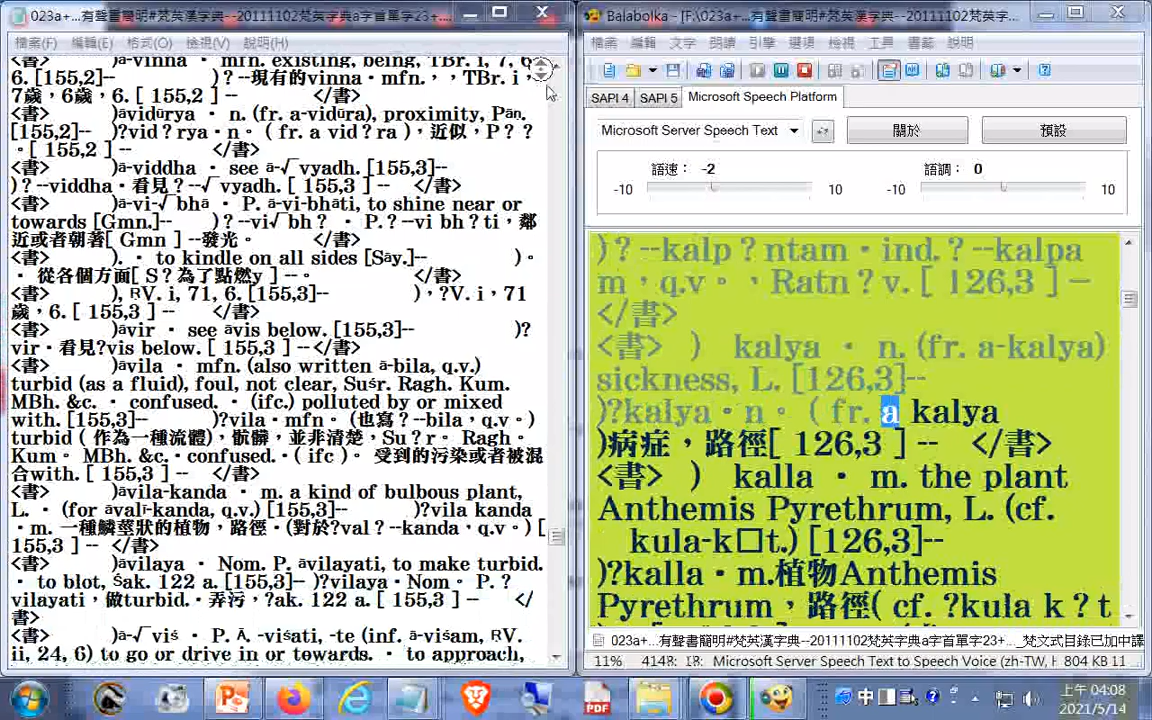 023a+...有聲書簡明#梵英漢字典--20111102梵英字典a字首單字23+...
檔案(F) 編輯(E) 格式(O) 檢視(V) 說明(H)
<書> )ā-vinna ‧ mfn. existing, being, TBr. i, 7, 6,
6. [155,2]-- )? --現有的vinna‧mfn.，，TBr. i，
7歲，6歲，6. [ 155,2 ] -- </書>
<書> )āvidūrya ‧ n. (fr. a-vidūra), proximity, Pān.
[155,2]-- )?vid?rya‧n。 ( fr. a vid?ra )，近似，P??
。[ 155,2 ] </書>
<書> )ā-viddha ‧ see ā-√ vyadh. [155,3]--
)? --viddha‧看見? --√ vyadh. [ 155,3 ] -- </書>
<書> )ā-vi-√ bhā ‧ P. ā-vi-bhāti, to shine near or
towards [Gmn.]-- )? --vi√ bh? ‧ P.? --vi bh?ti，鄰
近或者朝著[ Gmn ] --發光。 </書>
<書> ). ‧ to kindle on all sides [Sāy.]-- )。
‧ 從各個方面[ S?為了點燃y ] --。 </書>
<書> ), RV. i, 71, 6. [155,3]-- )，?V. i，71
歲，6. [ 155,3 ] -- </書>
<書> )āvir ‧ see āvis below. [155,3]-- )?
vir‧看見?vis below. [ 155,3 ] -- </書>
<書> )āvila ‧ mfn. (also written ā-bila, q.v.)
turbid (as a fluid), foul, not clear, Suśr. Ragh. Kum.
MBh. &c. ‧ confused. ‧ (ifc.) polluted by or mixed
with. [155,3]-- )?vila‧mfn。 (也寫? --bila，q.v。)
turbid ( 作為一種流體)，骯髒，並非清楚，Su?r。 Ragh。
Kum。 MBh. &c.‧confused.‧( ifc )。 受到的污染或者被混
合with. [ 155,3 ] -- </書>
<書> )āvila-kanda ‧ m. a kind of bulbous plant,
L. ‧ (for āvalī-kanda, q.v.) [155,3]-- )?vila kanda
‧m. 一種鱗莖狀的植物，路徑‧(對於?val? --kanda，q.v。) [
155,3 ] -- </書>
<書> )āvilaya ‧ Nom. P. āvilayati, to make turbid.
‧ to blot, Śak. 122 a. [155,3]-- )?vilaya‧Nom。 P. ?
vilayati，做turbid.‧弄污，?ak. 122 a. [ 155,3 ] -- </
書>
<書> )ā-√ viś ‧ P. Ā. -viśati, -te (inf. ā-viśam, RV.
ii, 24, 6) to go or drive in or towards. ‧ to approach,
Balabolka - [F:\023a+...有聲書簡明#梵英漢字典--20111102梵英字...
檔案 編輯 文字 朗讀 引擎 選項 檢視 工具 書籤 說明
SAPI 4 SAPI 5 Microsoft Speech Platform
Microsoft Server Speech Text 關於 預設
語速： -2 語調： 0
-10 10 -10 10
)? --kalp?ntam‧ind.? --kalpa
m，q.v。，Ratn?v. [ 126,3 ] --
</書>
<書> ) kalya ‧ n. (fr. a-kalya)
sickness, L. [126,3]--
)?kalya‧n。 ( fr. a kalya
)病症，路徑[ 126,3 ] -- </書>
<書> ) kalla ‧ m. the plant
Anthemis Pyrethrum, L. (cf.
kula-k□t.) [126,3]--
)?kalla‧m.植物Anthemis
Pyrethrum，路徑( cf. ?kula k?t
023a+...有聲書簡明#梵英漢字典--20111102梵英字典a字首單字23+..._梵文式目錄已加中譯
11% 4148: 18: Microsoft Server Speech Text to Speech Voice (zh-TW, H 804 KB 11
中
上午 04:08
2021/5/14